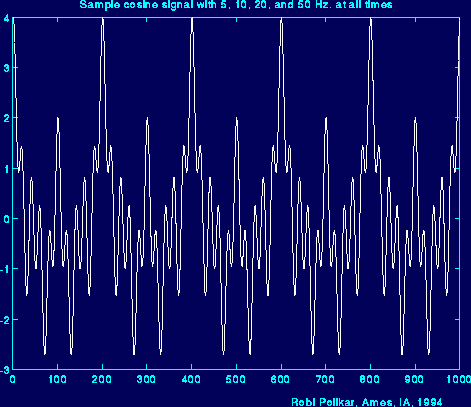 Sample cosine signal with 5, 10, 20, and 50 Hz. at all times
4
3
2
1
0
-1
-2
-3
0 100 200 300 400 500 600 700 800 900 1000
Robi Polikar, Ames, IA, 1994